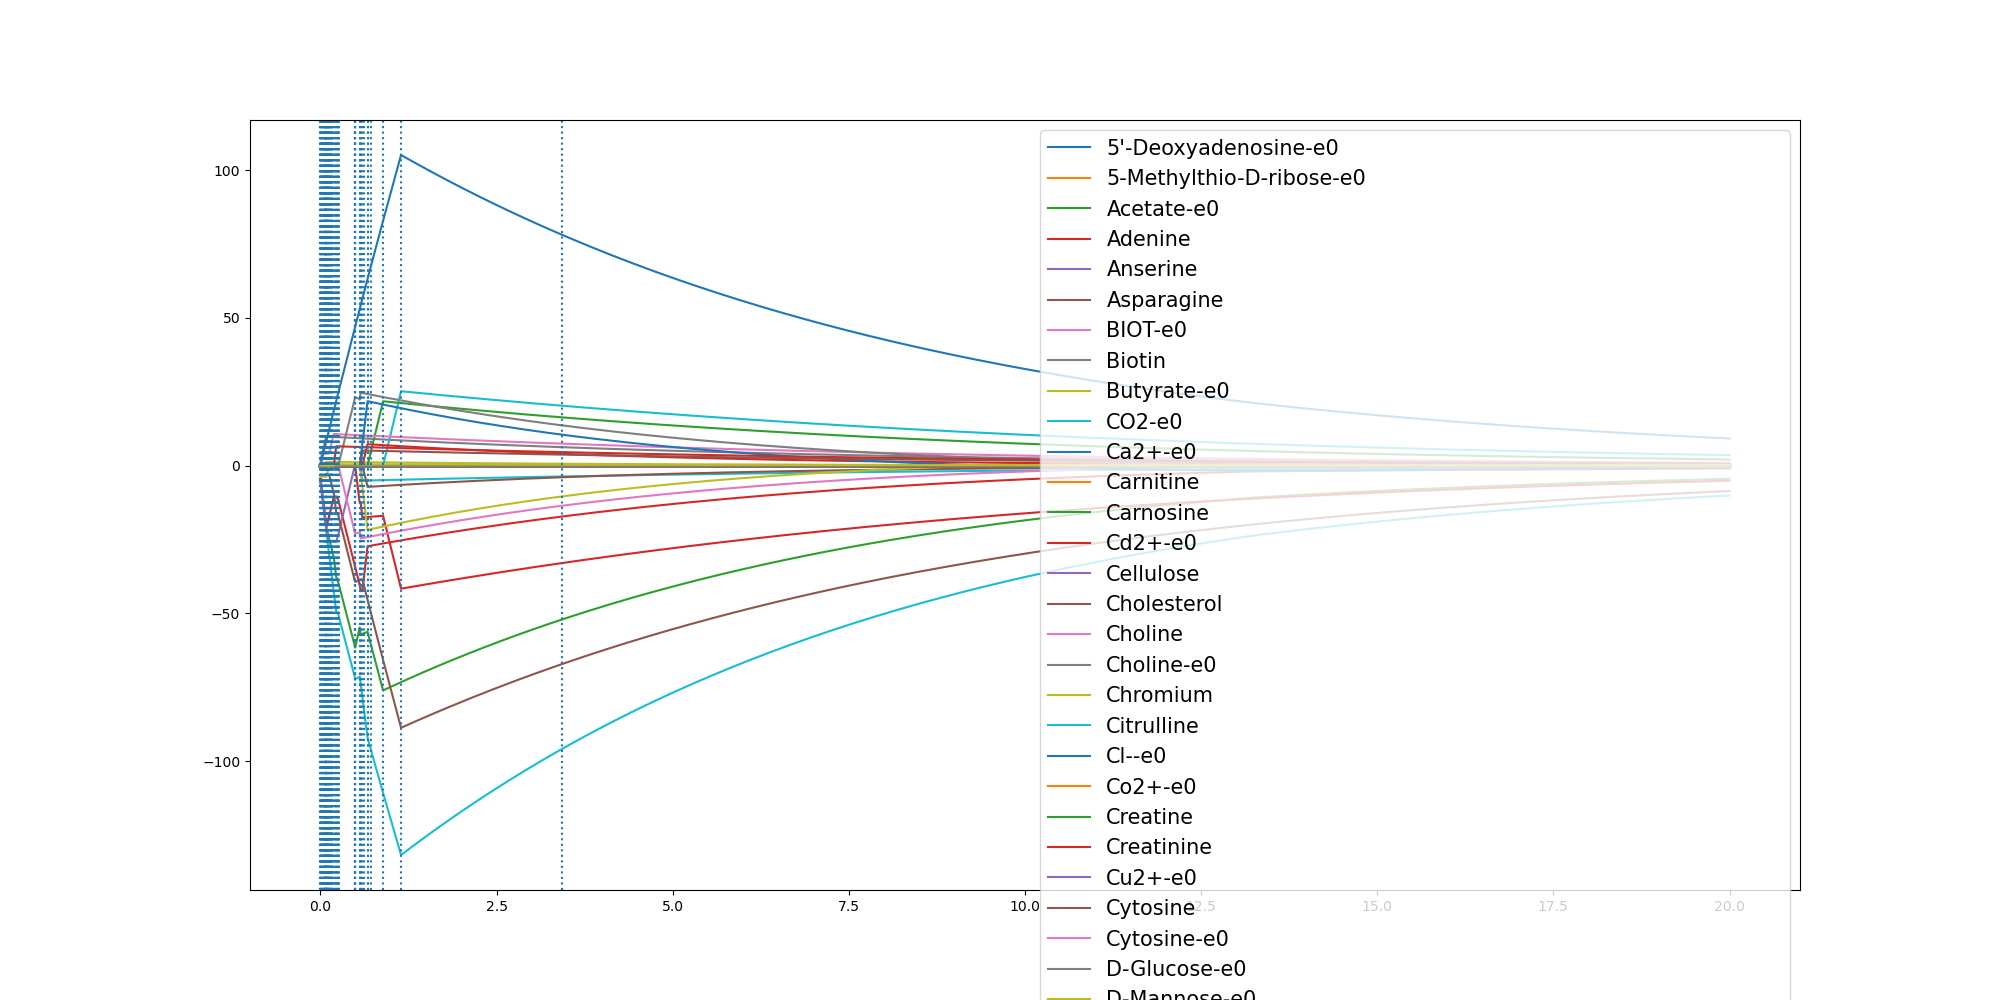 100
50
0
−50
−100
5'-Deoxyadenosine-e0
5-Methylthio-D-ribose-e0
Acetate-e0
Adenine
Anserine
Asparagine
BIOT-e0
Biotin
Butyrate-e0
CO2-e0
Ca2+-e0
Carnitine
Carnosine
Cd2+-e0
Cellulose
Cholesterol
Choline
Choline-e0
Chromium
Citrulline
Cl--e0
Co2+-e0
Creatine
Creatinine
Cu2+-e0
Cytosine
Cytosine-e0
D-Glucose-e0
D-Mannose-e0
0.0 2.5 5.0 7.5 10.0 15.0 17.5 20.0